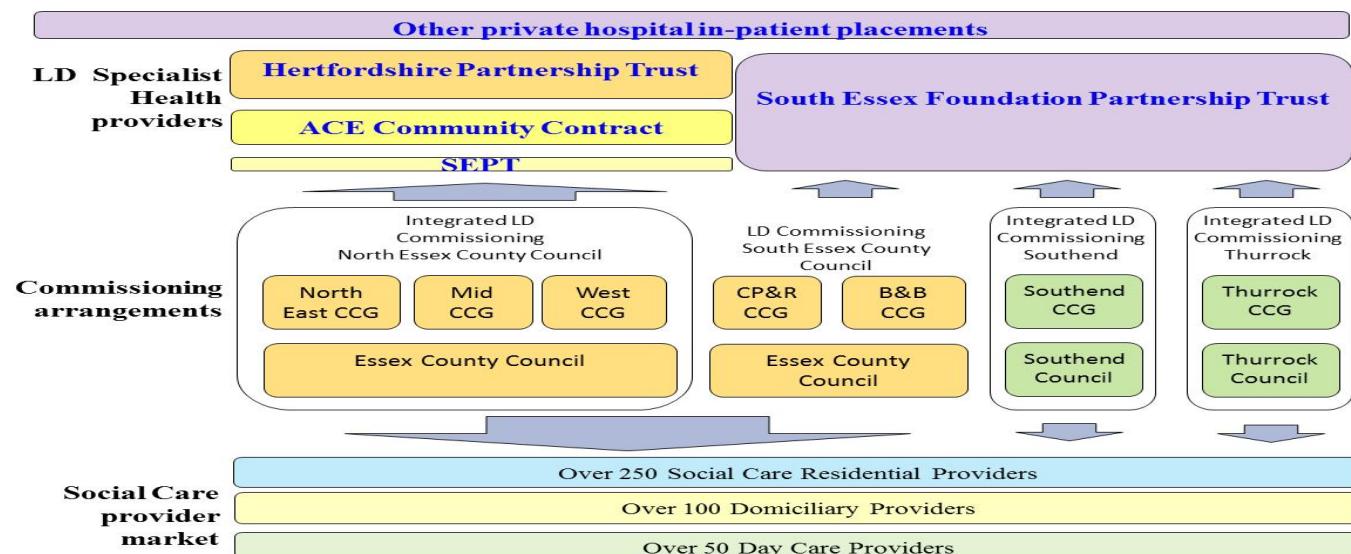 Other private hospital in-patient placements
LD Specialist
Health
providers
Hertfordshire Partnership Trust
South Essex Foundation Partnership Trust
ACE Community Contract
SEPT
Commissioning
arrangements
Integrated LD
Commissioning
North Essex County Council
North
East CCG
Mid
CCG
West
CCG
Essex County Council
LD Commissioning
South Essex County
Council
CP&R
CCG
B&B
CCG
Essex County
Council
Integrated LD
Commissioning
Southend
Southend
CCG
Southend
Council
Integrated LD
Commissioning
Thurrock
Thurrock
CCG
Thurrock
Council
Social Care
provider
market
Over 250 Social Care Residential Providers
Over 100 Domiciliary Providers
Over 50 Day Care Providers